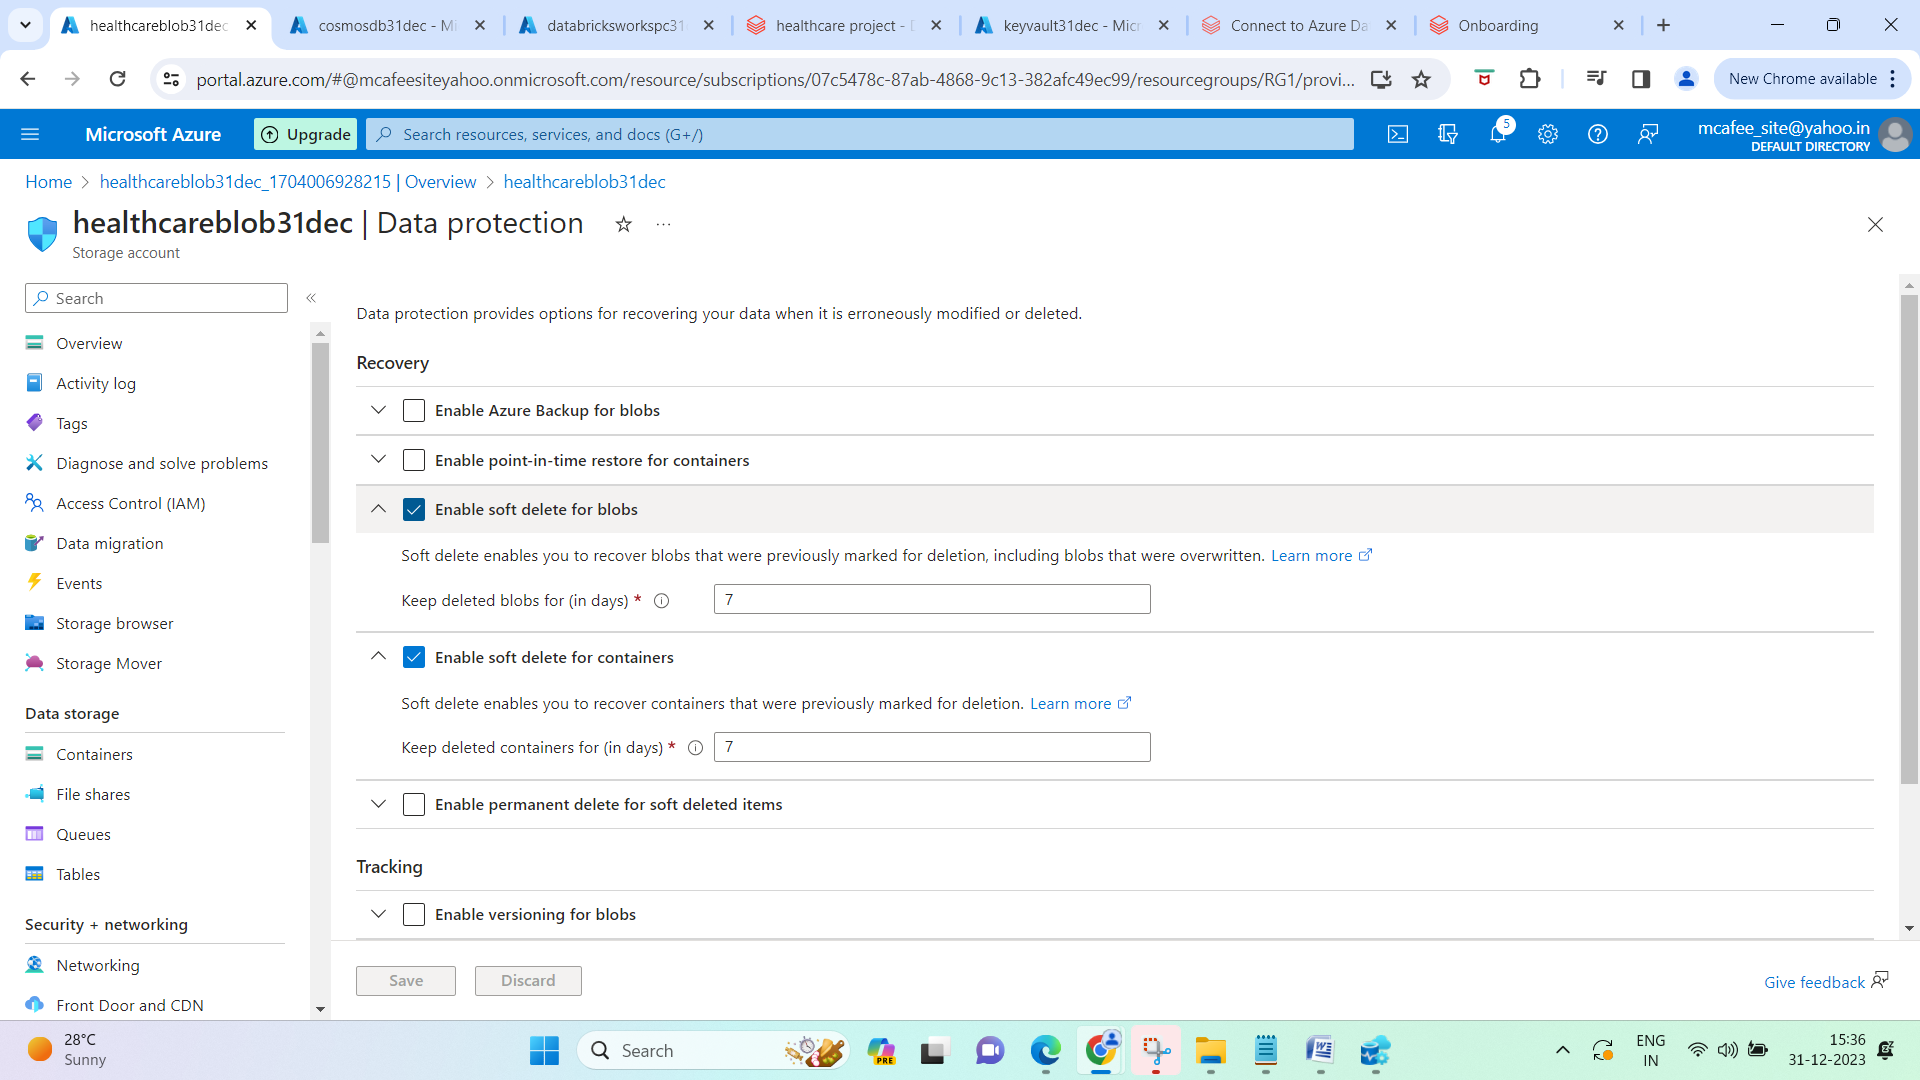 healthcareblob31dec
cosmosdb31dec - Mi
databricksworkspc31
healthcare project -
keyvault31dec - Micr
Connect to Azure Da
Onboarding
portal.azure.com/#@mcafeesiteyahoo.onmicrosoft.com/resource/subscriptions/07c5478c-87ab-4868-9c13-382afc49ec99/resourcegroups/RG1/provi...
New Chrome available
Microsoft Azure
Upgrade
Search resources, services, and docs (G+/)
5
mcafee_site@yahoo.in
DEFAULT DIRECTORY
Home > healthcareblob31dec_1704006928215 | Overview > healthcareblob31dec
healthcareblob31dec | Data protection
Storage account
Search
Overview
Activity log
Tags
Diagnose and solve problems
Access Control (IAM)
Data migration
Events
Storage browser
Storage Mover
Data storage
Containers
File shares
Queues
Tables
Security + networking
Networking
Front Door and CDN
Data protection provides options for recovering your data when it is erroneously modified or deleted.
Recovery
Enable Azure Backup for blobs
Enable point-in-time restore for containers
Enable soft delete for blobs
Soft delete enables you to recover blobs that were previously marked for deletion, including blobs that were overwritten. Learn more
Keep deleted blobs for (in days) * 7
Enable soft delete for containers
Soft delete enables you to recover containers that were previously marked for deletion. Learn more
Keep deleted containers for (in days) * 7
Enable permanent delete for soft deleted items
Tracking
Enable versioning for blobs
Save
Discard
Give feedback
28°C
Sunny
Search
PRE
ENG
IN
15:36
31-12-2023